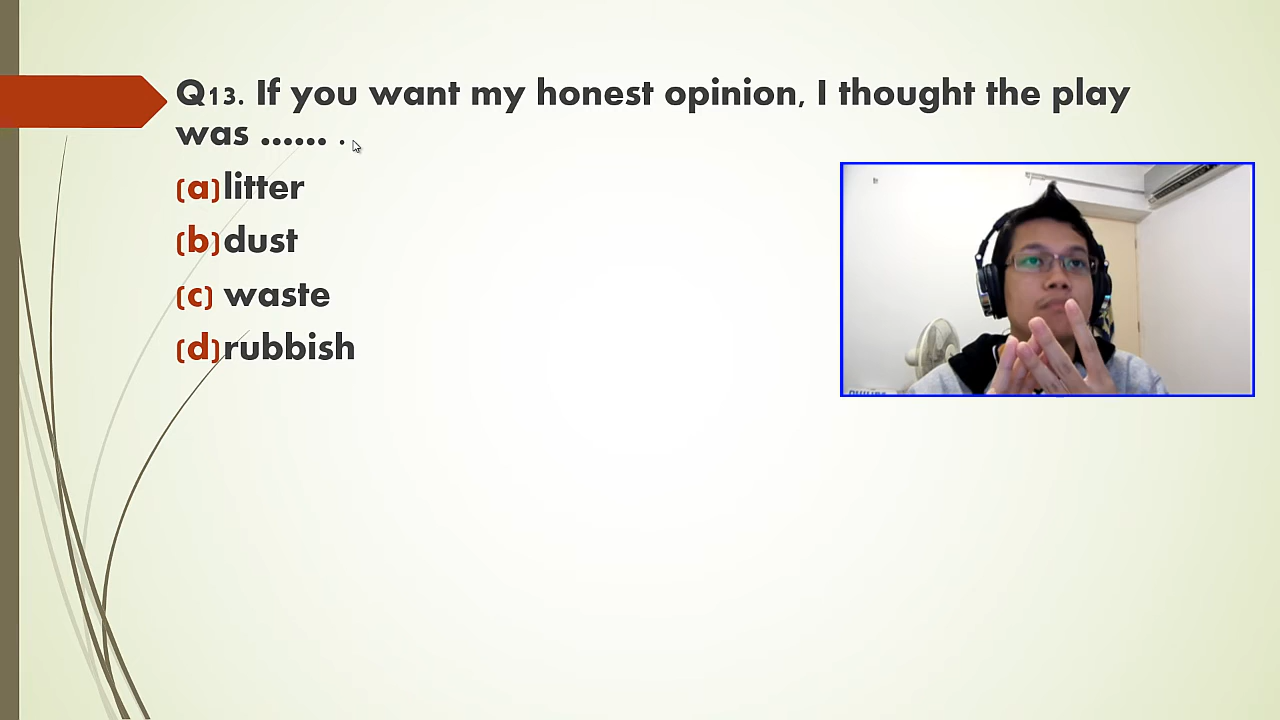 Q13. If you want my honest opinion, I thought the play
was ...... .
(a)litter
(b)dust
(c) waste
(d)rubbish